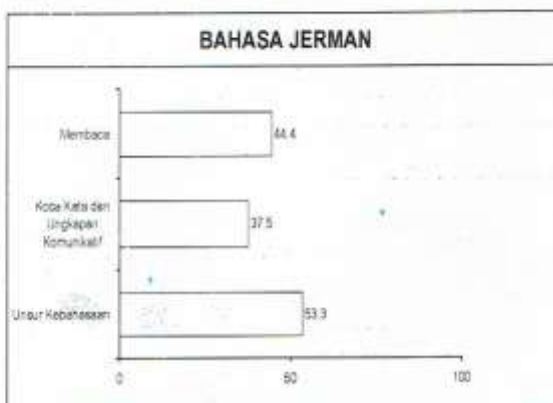 BAHASA JERMAN
Membaca
44.4
Kosa Kata dan
Ungkapan
Komunikatif
37.5
Unsur Kebahasaan
53.3
0
50
100